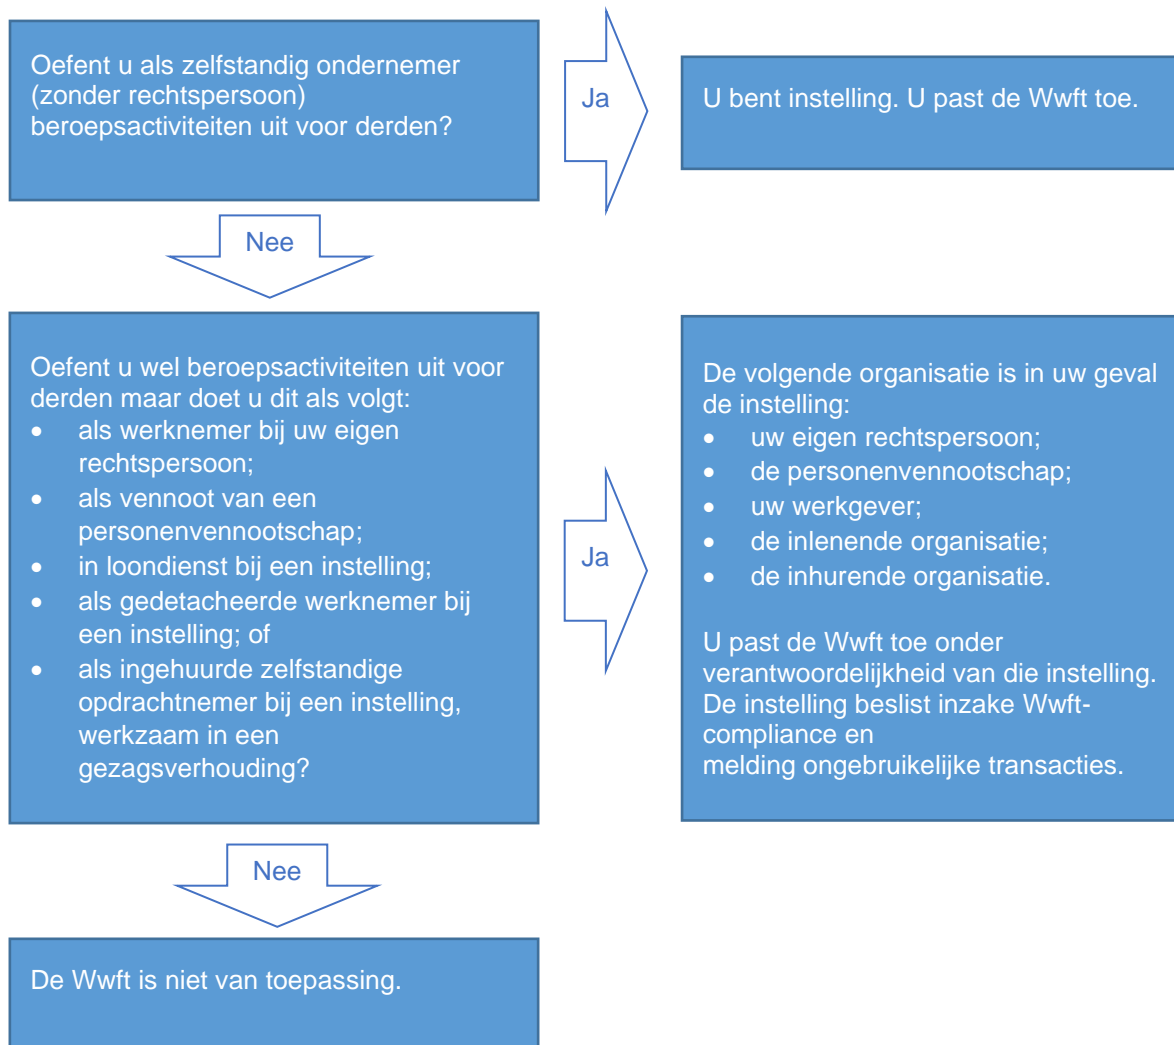 Oefent u als zelfstandig ondernemer
(zonder rechtspersoon)
beroepsactiviteiten uit voor derden?
Ja
U bent instelling. U past de Wwft toe.
Nee
Oefent u wel beroepsactiviteiten uit voor
derden maar doet u dit als volgt:
• als werknemer bij uw eigen
rechtspersoon;
• als vennoot van een
personenvennootschap;
• in loondienst bij een instelling;
• als gedetacheerde werknemer bij
een instelling; of
• als ingehuurde zelfstandige
opdrachtnemer bij een instelling,
werkzaam in een
gezagsverhouding?
Ja
De volgende organisatie is in uw geval
de instelling:
• uw eigen rechtspersoon;
• de personenvennootschap;
• uw werkgever;
• de inlenende organisatie;
• de inhurende organisatie.
U past de Wwft toe onder
verantwoordelijkheid van die instelling.
De instelling beslist inzake Wwft-
compliance en
melding ongebruikelijke transacties.
Nee
De Wwft is niet van toepassing.